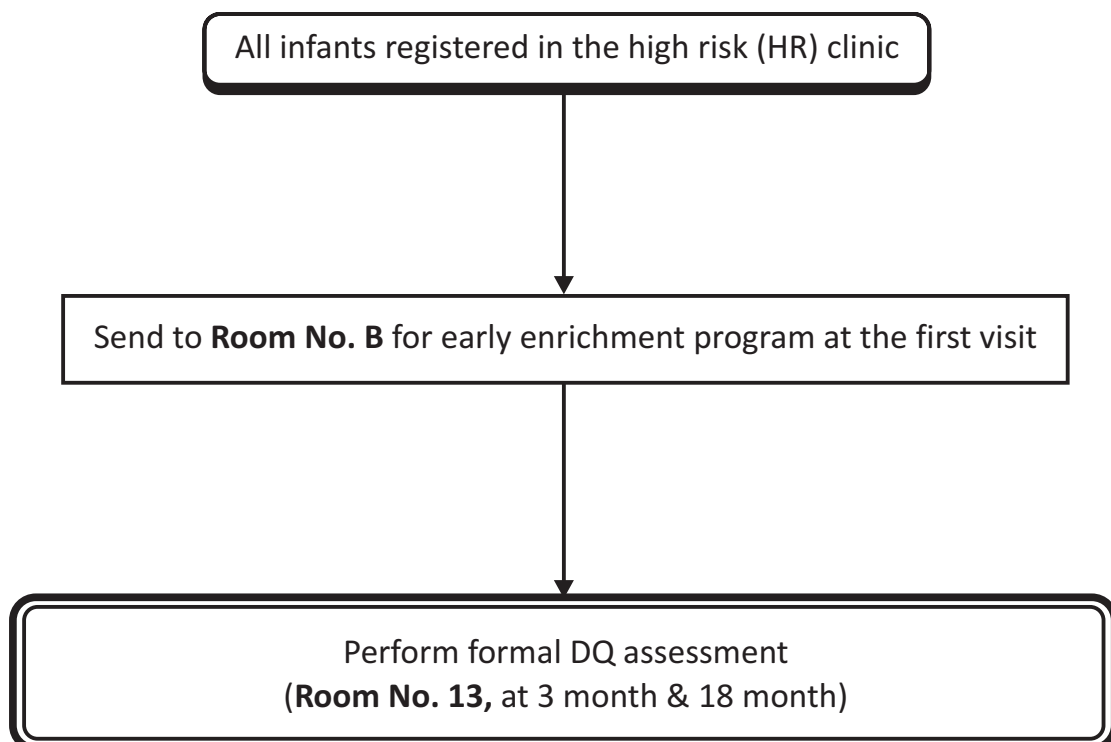 All infants registered in the high risk (HR) clinic
Send to Room No. B for early enrichment program at the first visit
Perform formal DQ assessment
(Room No. 13, at 3 month & 18 month)